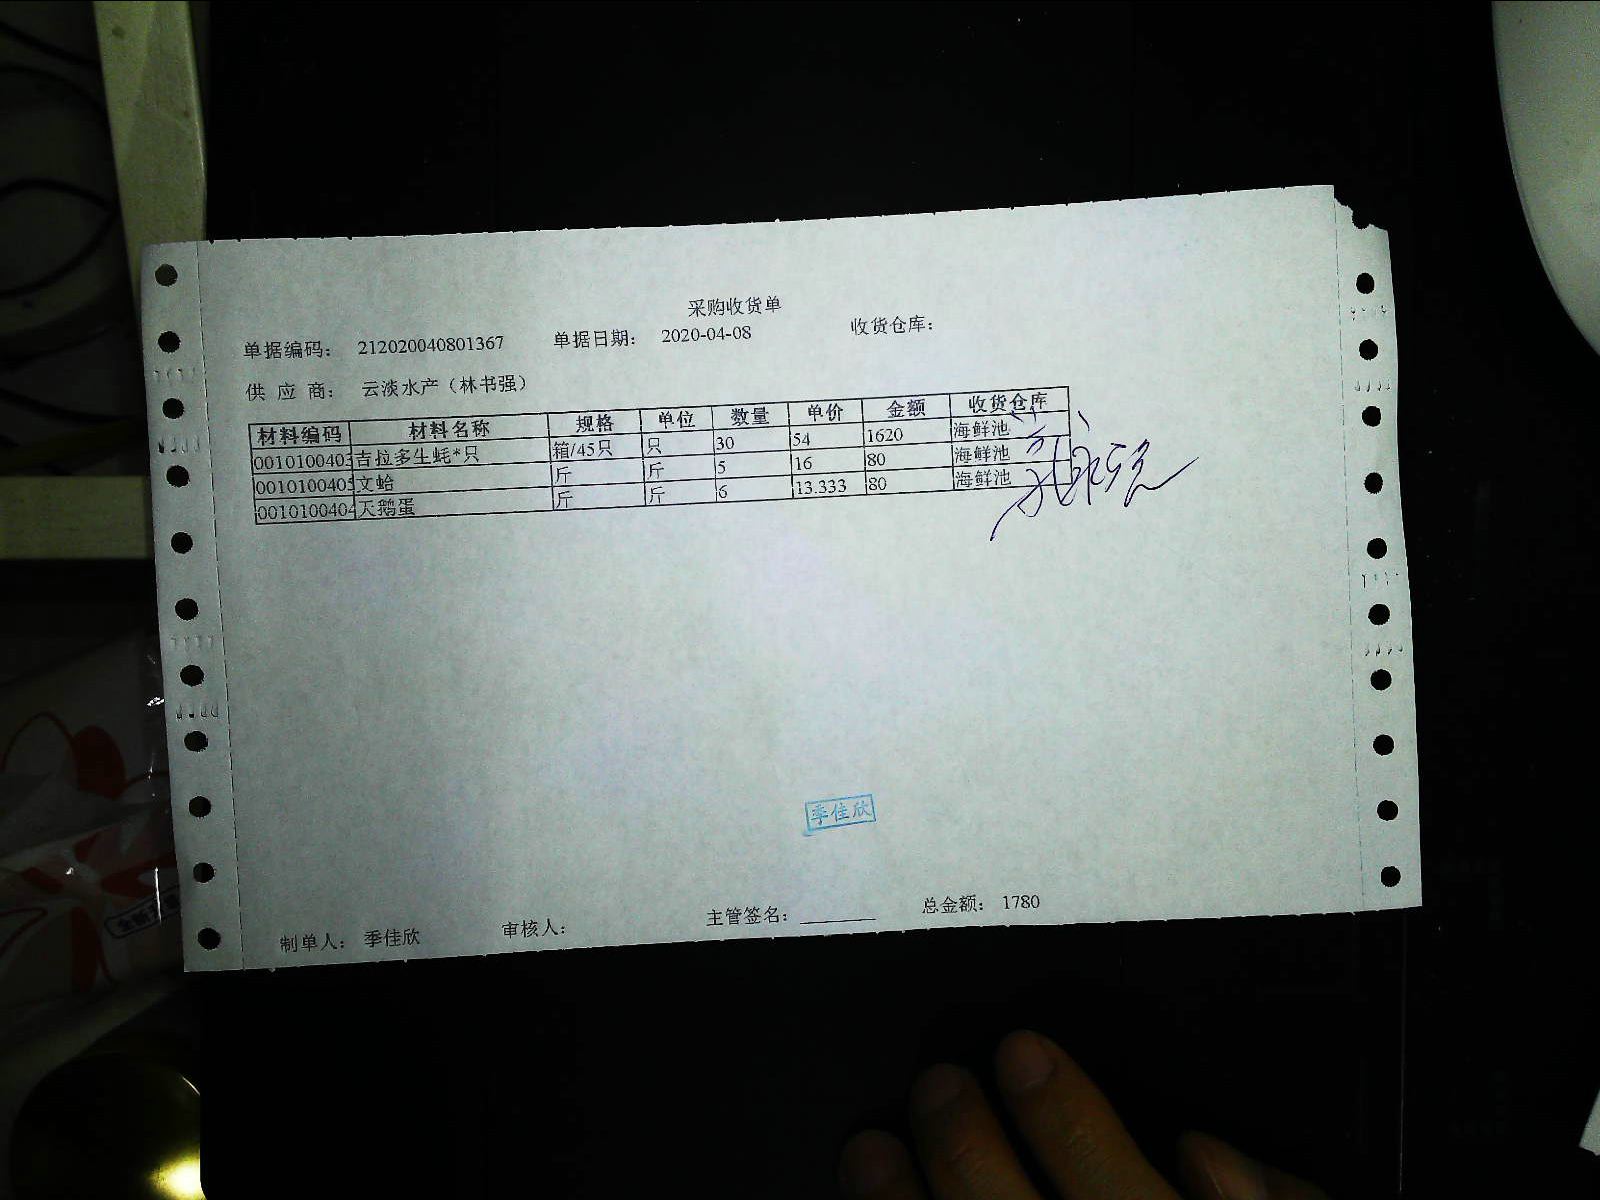 采购收货单
单据编码： 212020040801367 单据日期： 2020-04-08 收货仓库：
供 应 商： 云淡水产（林书强）
材料编码 材料名称 规格 单位 数量 单价 金额 收货仓库
0010100403 吉拉多生蚝*只 箱/45只 只 30 54 1620 海鲜池
0010100405 文蛤 斤 斤 5 16 80 海鲜池
0010100404 天鹅蛋 斤 斤 6 13.333 80 海鲜池
季佳欣
制单人： 季佳欣 审核人： 主管签名： 总金额： 1780